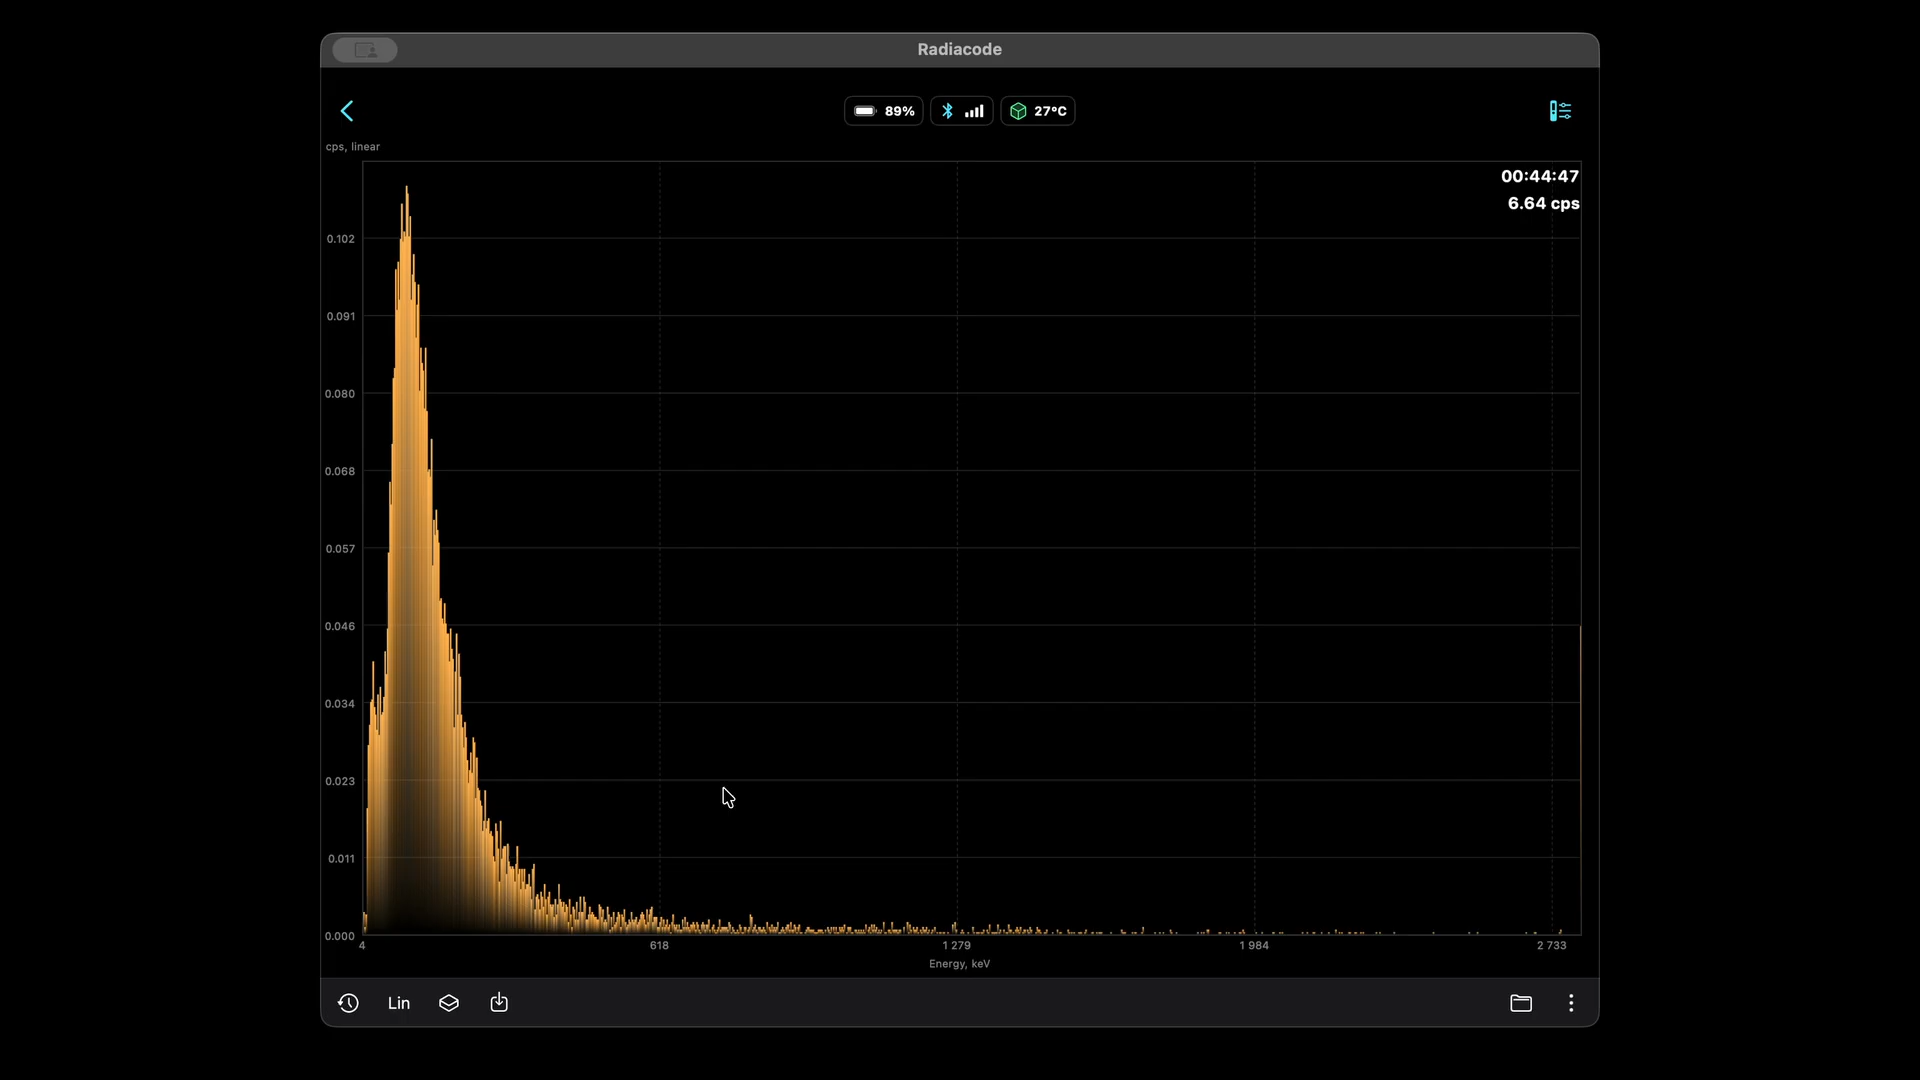 Radiacode
89%
27°C
cps, linear
00:44:47
6.64 cps
0.102
0.091
0.080
0.068
0.057
0.046
0.034
0.023
0.011
0.000
4 618 1 279 1 984 2 733
Energy, keV
Lin